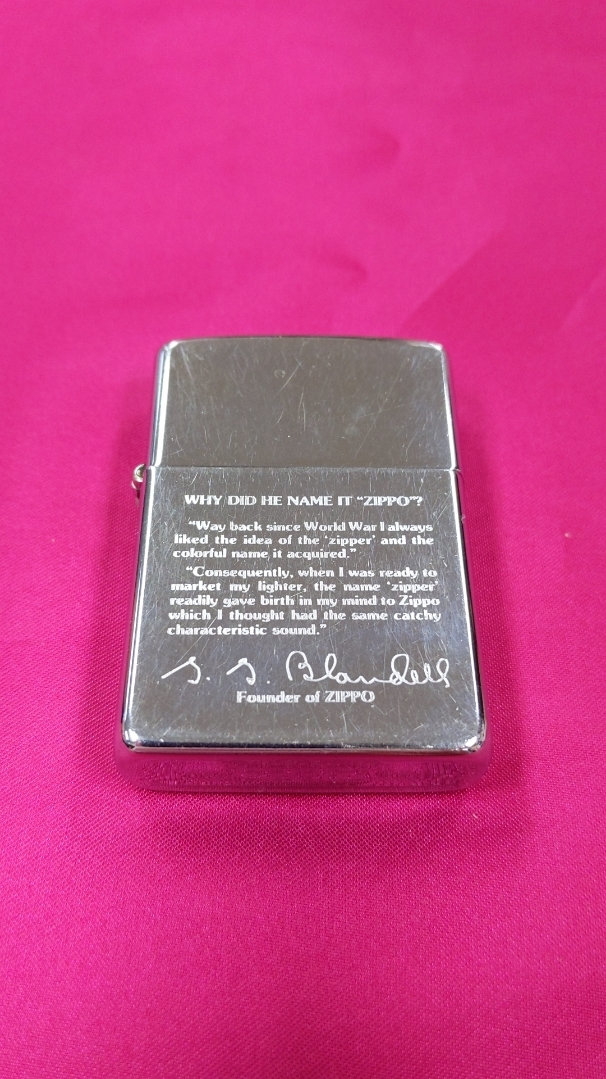 WHY DID HE NAME IT "ZIPPO"?
"Way back since World War I always
liked the idea of the 'zipper' and the
colorful name it acquired."
"Consequently, when I was ready to
market my lighter, the name 'zipper'
readily gave birth in my mind to Zippo
which I thought had the same catchy
characteristic sound."
G. G. Blaisdell
Founder of ZIPPO